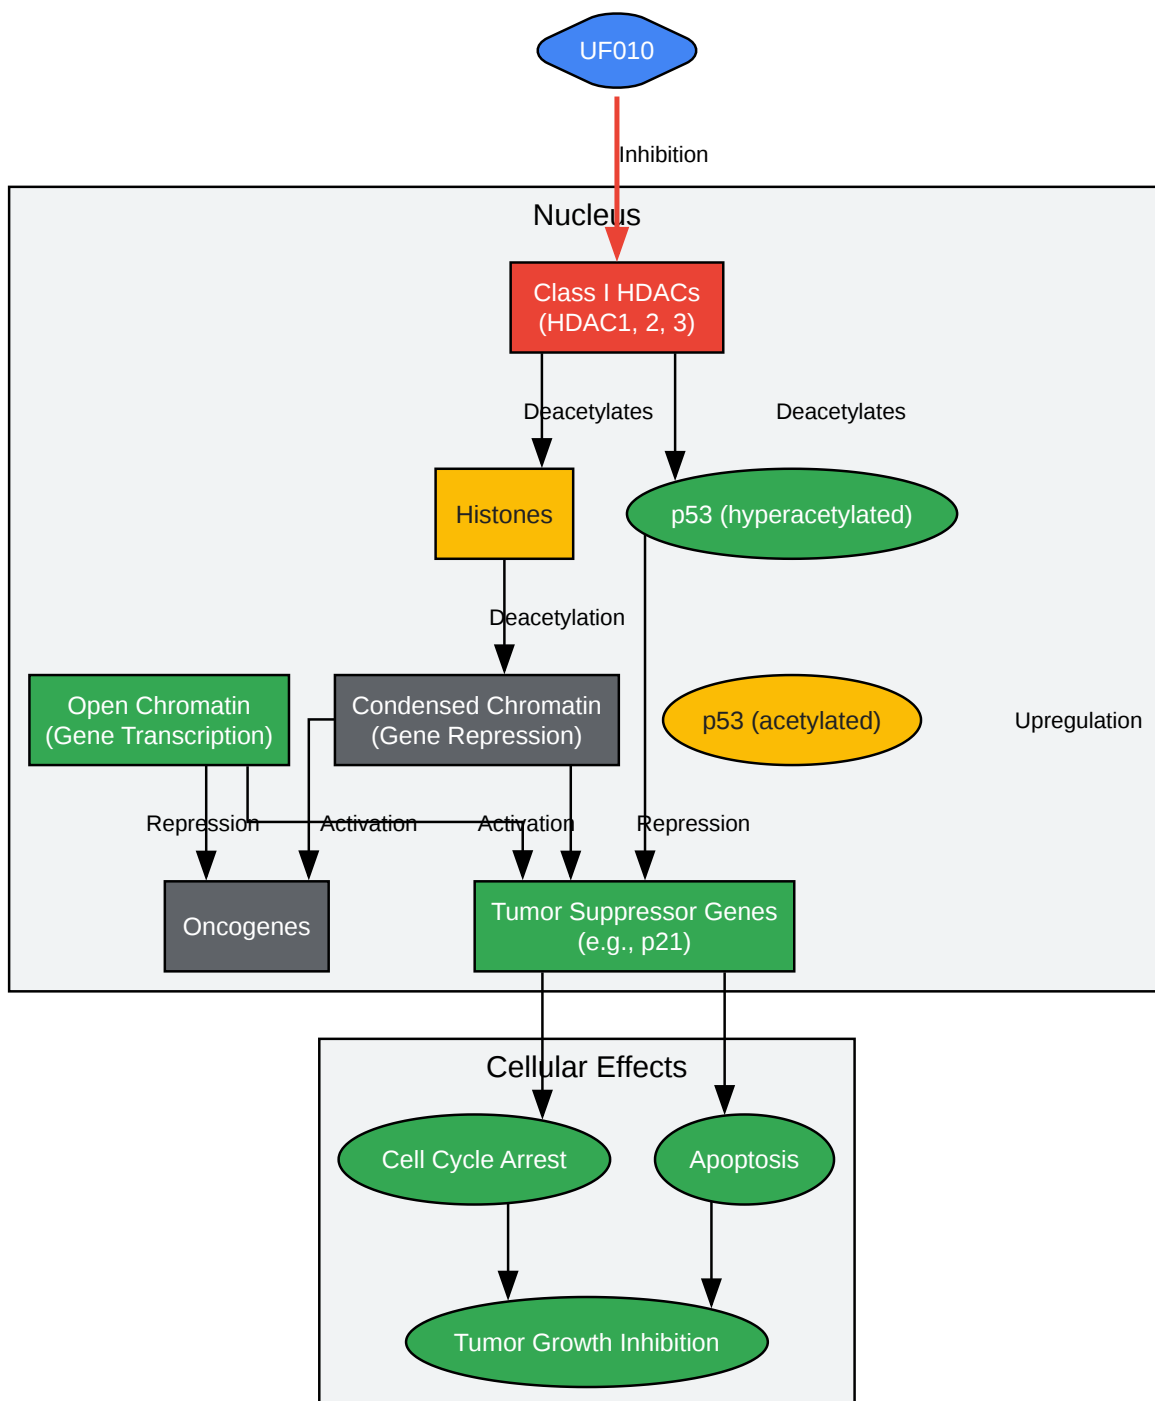 UF010
Inhibition
Nucleus
Class I HDACs
(HDAC1, 2, 3)
Deacetylates
Deacetylates
Histones
p53 (hyperacetylated)
Deacetylation
Open Chromatin
(Gene Transcription)
Condensed Chromatin
(Gene Repression)
p53 (acetylated)
Upregulation
Repression
Activation
Activation
Repression
Oncogenes
Tumor Suppressor Genes
(e.g., p21)
Cellular Effects
Cell Cycle Arrest
Apoptosis
Tumor Growth Inhibition